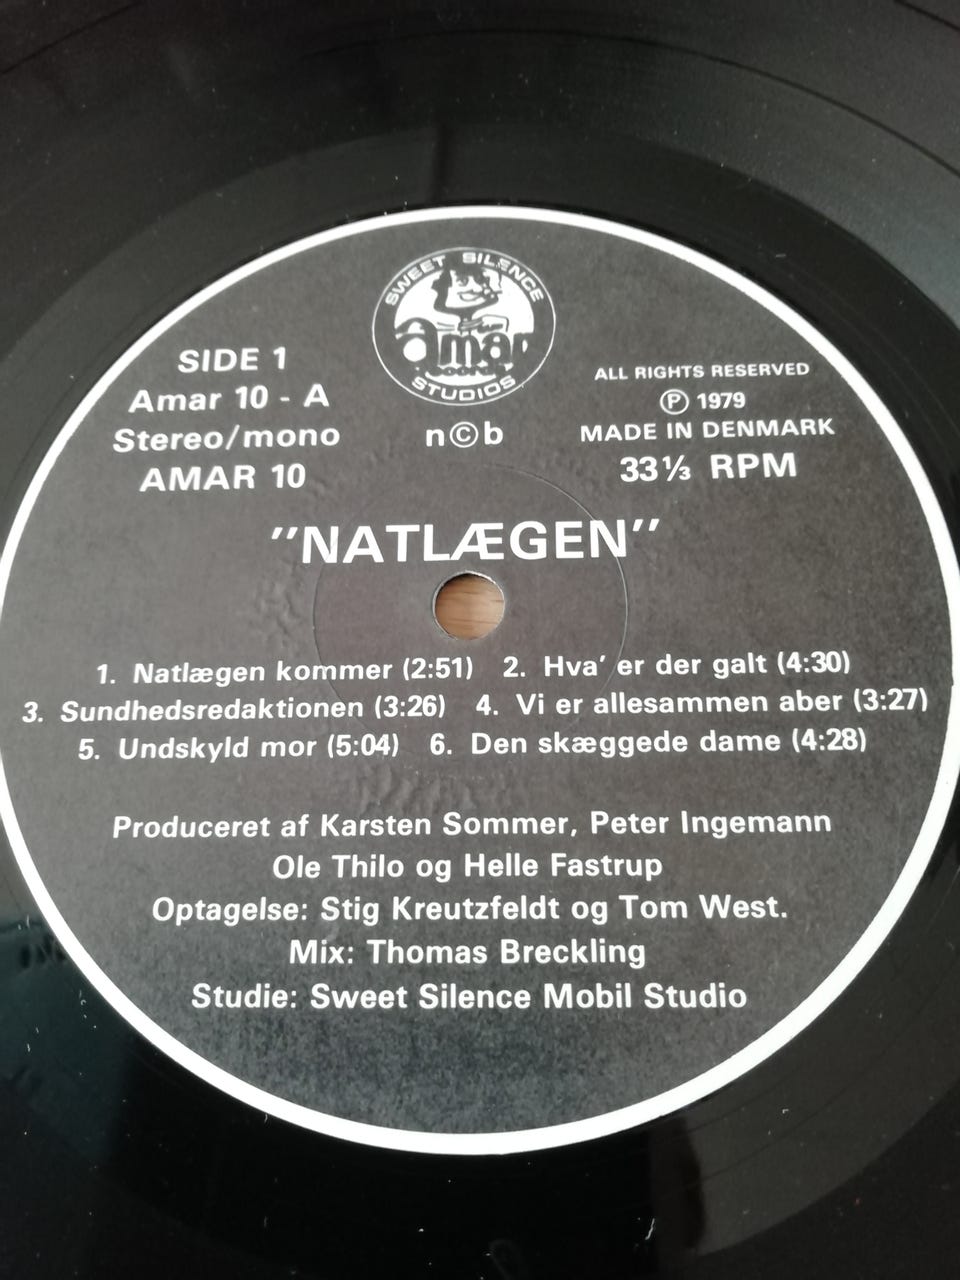 SWEET SILENCE
Amar
STUDIOS
SIDE 1
Amar 10 - A
Stereo/mono
AMAR 10
n©b
ALL RIGHTS RESERVED
Ⓟ 1979
MADE IN DENMARK
33⅓ RPM
"NATLÆGEN"
1. Natlægen kommer (2:51) 2. Hva' er der galt (4:30)
3. Sundhedsredaktionen (3:26) 4. Vi er allesammen aber (3:27)
5. Undskyld mor (5:04) 6. Den skæggede dame (4:28)
Produceret af Karsten Sommer, Peter Ingemann
Ole Thilo og Helle Fastrup
Optagelse: Stig Kreutzfeldt og Tom West.
Mix: Thomas Breckling
Studie: Sweet Silence Mobil Studio